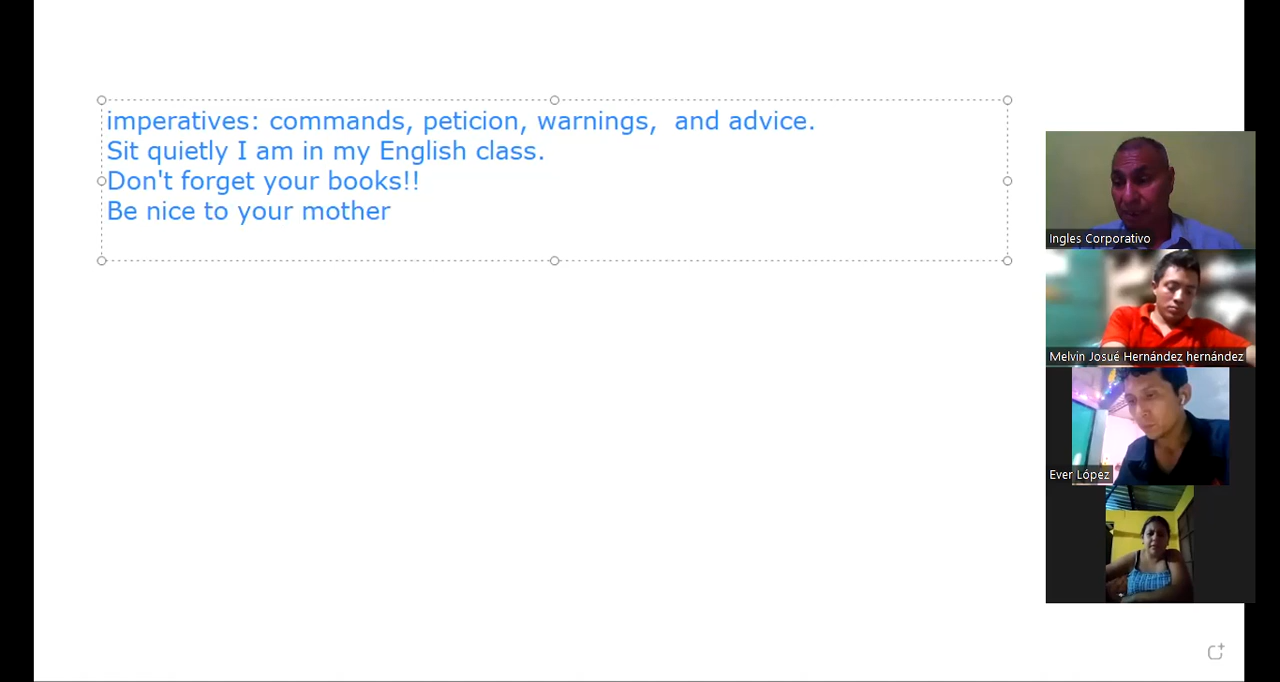 imperatives: commands, peticion, warnings,  and advice.
Sit quietly I am in my English class.
Don't forget your books!!
Be nice to your mother
Ingles Corporativo
Melvin Josué Hernández hernández
Ever López